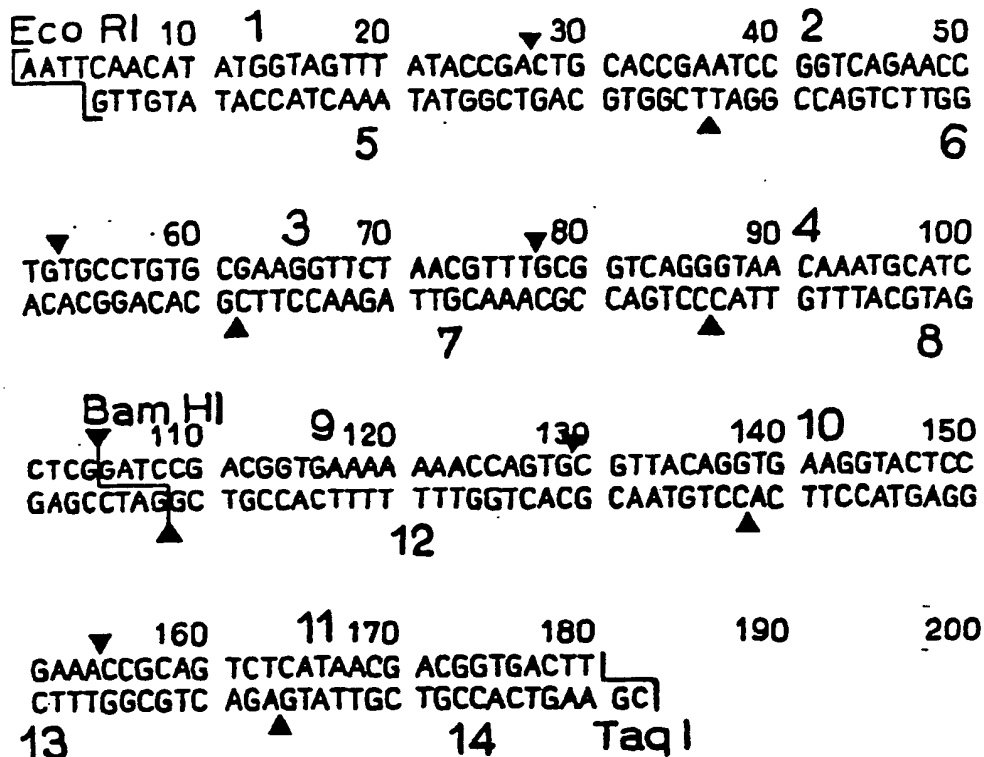 Eco RI 10 1 20 30 40 2 50
AATTCAACAT ATGGTAGTTT ATACCGACTG CACCGAATCC GGTCAGAACC
GTTGTA TACCATCAAA TATGGCTGAC GTGGCTTAGG CCAGTCTTGG
5 6
60 3 70 80 90 4 100
TGTGCCTGTG CGAAGGTTCT AACGTTTGCG GTCAGGGTAA CAAATGCATC
ACACGGACAC GCTTCCAAGA TTGCAAACGC CAGTCCCATT GTTTACGTAG
7 8
Bam HI
110 9 120 130 140 10 150
CTCGGATCCG ACGGTGAAAA AAACCAGTGC GTTACAGGTG AAGGTACTCC
GAGCCTAGGC TGCCACTTTT TTTGGTCACG CAATGTCCAC TTCCATGAGG
12
160 11 170 180 190 200
GAAACCGCAG TCTCATAACG ACGGTGACTT
CTTTGGCGTC AGAGTATTGC TGCCACTGAA GC
13 14 Taq I